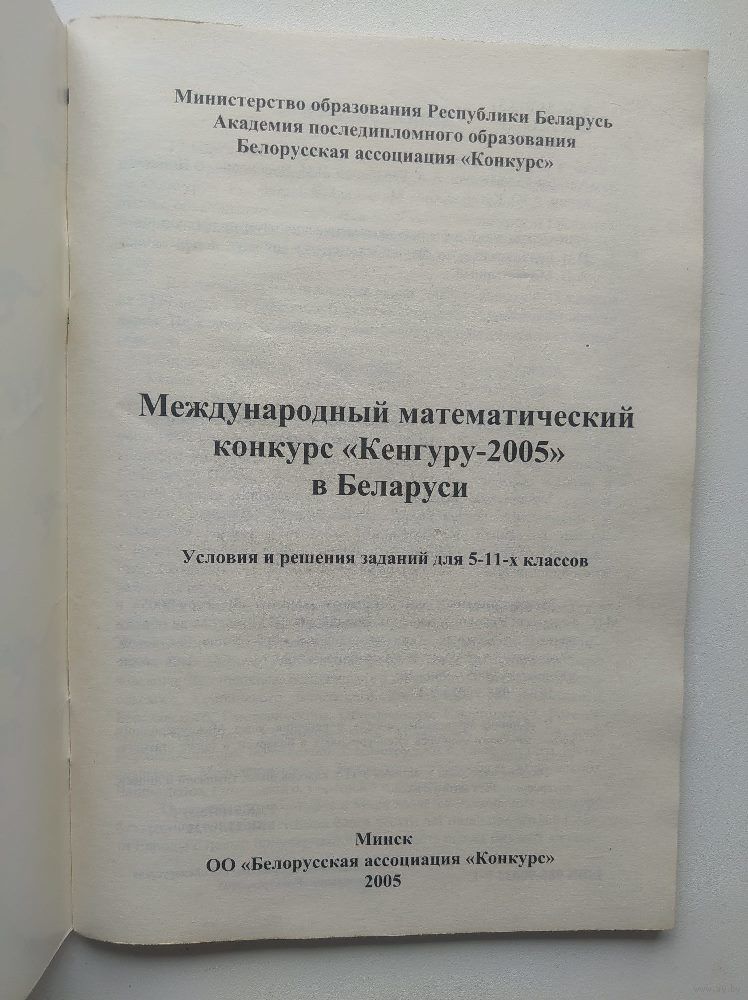 Министерство образования Республики Беларусь
Академия последипломного образования
Белорусская ассоциация «Конкурс»
Международный математический
конкурс «Кенгуру-2005»
в Беларуси
Условия и решения заданий для 5-11-х классов
Минск
ОО «Белорусская ассоциация «Конкурс»
2005